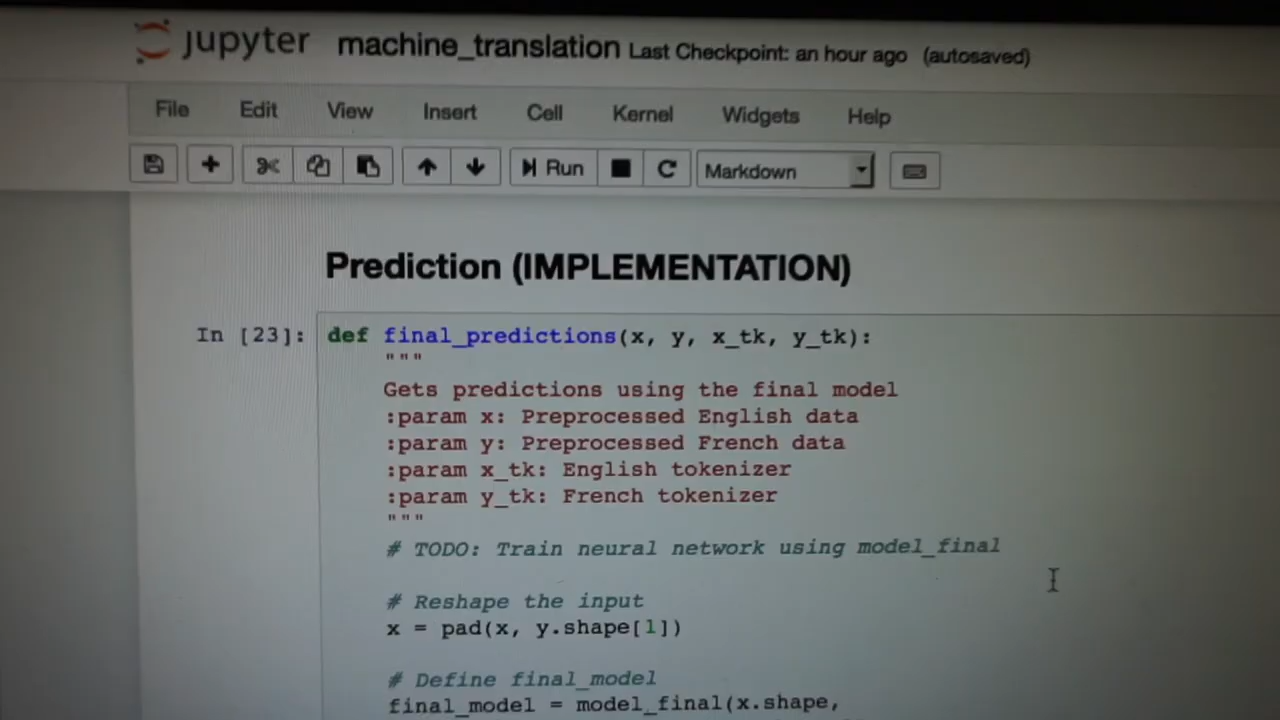 jupyter machine_translation Last Checkpoint: an hour ago (autosaved)
File Edit View Insert Cell Kernel Widgets Help
Run Markdown
Prediction (IMPLEMENTATION)
In [23]: def final_predictions(x, y, x_tk, y_tk):
"""
Gets predictions using the final model
:param x: Preprocessed English data
:param y: Preprocessed French data
:param x_tk: English tokenizer
:param y_tk: French tokenizer
"""
# TODO: Train neural network using model_final
# Reshape the input
x = pad(x, y.shape[1])
# Define final_model
final_model = model_final(x.shape,